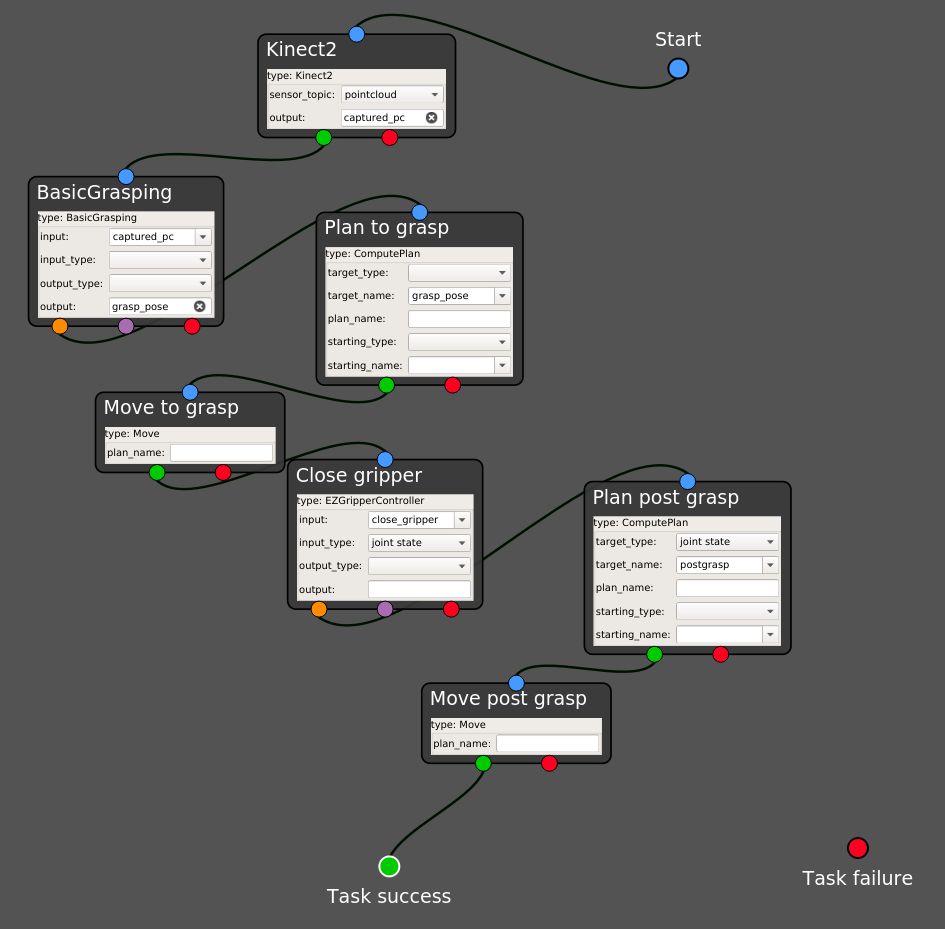 Start
Kinect2
type: Kinect2
sensor_topic: pointcloud
output: captured_pc
BasicGrasping
type: BasicGrasping
input: captured_pc
input_type:
output_type:
output: grasp_pose
Plan to grasp
type: ComputePlan
target_type:
target_name: grasp_pose
plan_name:
starting_type:
starting_name:
Move to grasp
type: Move
plan_name:
Close gripper
type: EZGripperController
input: close_gripper
input_type: joint state
output_type:
output:
Plan post grasp
type: ComputePlan
target_type: joint state
target_name: postgrasp
plan_name:
starting_type:
starting_name:
Move post grasp
type: Move
plan_name:
Task success
Task failure